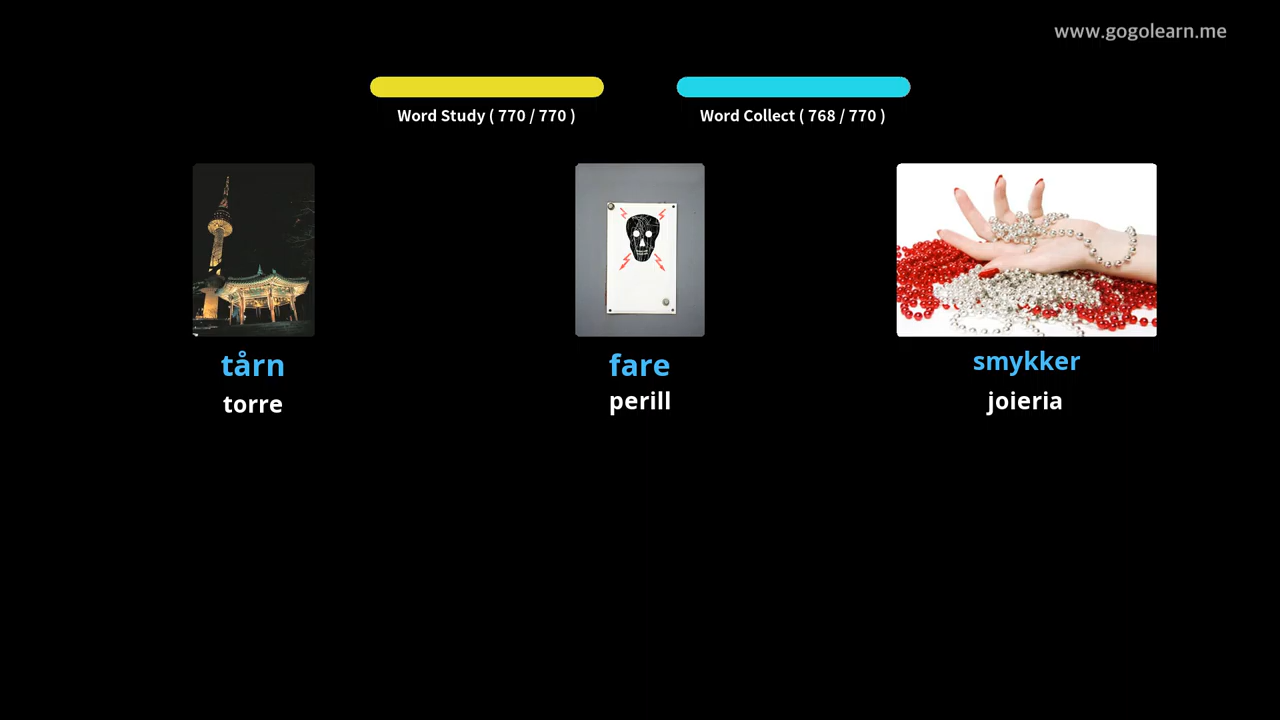 www.gogolearn.me
Word Study ( 770 / 770 )
Word Collect ( 768 / 770 )
tårn
fare
smykker
torre
perill
joieria